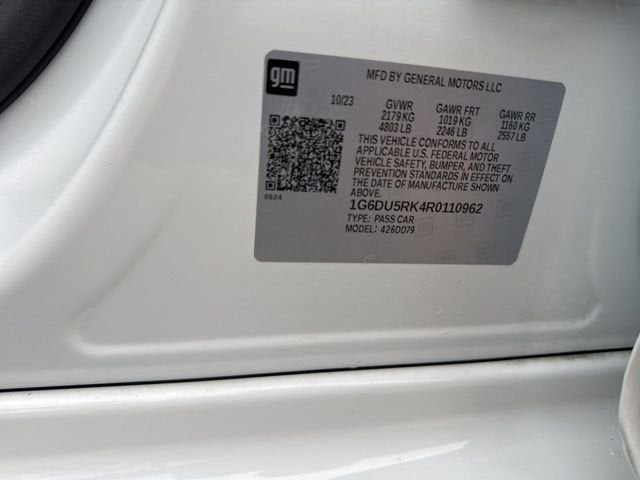 gm
MFD BY GENERAL MOTORS LLC
10/23 GVWR GAWR FRT GAWR RR
2179 KG 1019 KG 1160 KG
4803 LB 2246 LB 2557 LB
THIS VEHICLE CONFORMS TO ALL
APPLICABLE U.S. FEDERAL MOTOR
VEHICLE SAFETY, BUMPER, AND THEFT
PREVENTION STANDARDS IN EFFECT ON
THE DATE OF MANUFACTURE SHOWN
ABOVE.
8624
1G6DU5RK4R0110962
TYPE: PASS CAR
MODEL: 426DD79